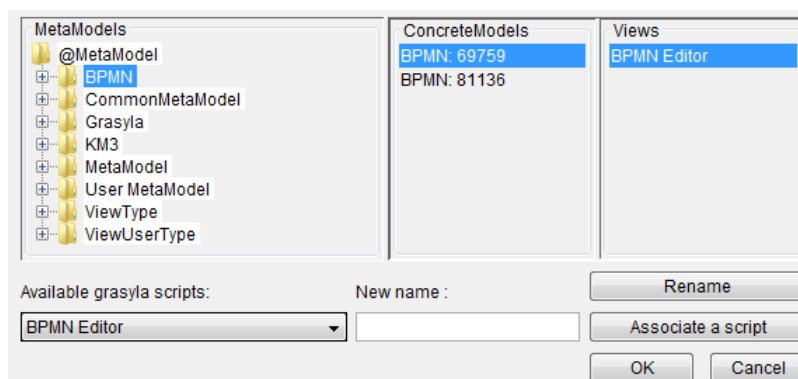 MetaModels
@MetaModel
BPMN
CommonMetaModel
Grasyla
KM3
MetaModel
User MetaModel
ViewType
ViewUserType
ConcreteModels
BPMN: 69759
BPMN: 81136
Views
BPMN Editor
Available grasyla scripts:
BPMN Editor
New name :
Rename
Associate a script
OK
Cancel